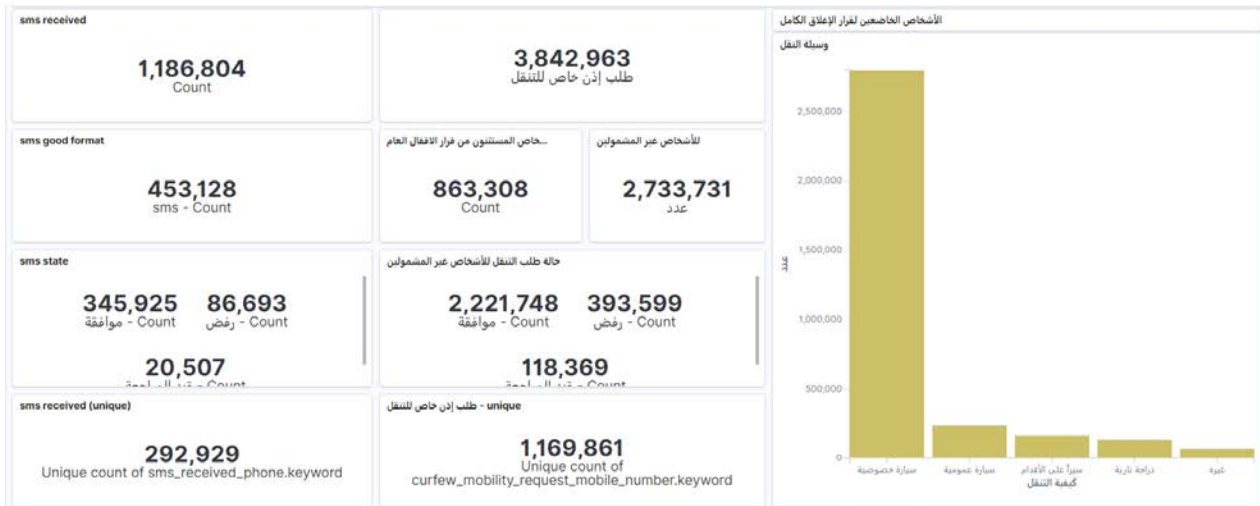 sms received
1,186,804
Count
3,842,963
طلب إذن خاص للتنقل
sms good format
453,128
sms - Count
...خاص المستثنون من قرار الاقفال العام
863,308
Count
للأشخاص غير المشمولين
2,733,731
عدد
sms state
345,925 86,693
موافقة - Count رفض - Count
20,507
قيد المراجعة - Count
حالة طلب التنقل للأشخاص غير المشمولين
2,221,748 393,599
موافقة - Count رفض - Count
118,369
قيد المراجعة - Count
sms received (unique)
292,929
Unique count of sms_received_phone.keyword
طلب إذن خاص للتنقل - unique
1,169,861
Unique count of
curfew_mobility_request_mobile_number.keyword
الأشخاص الخاضعين لقرار الإغلاق الكامل
وسيلة النقل
2,500,000
2,000,000
1,500,000
1,000,000
500,000
0
عدد
سيارة خصوصية
سيارة عمومية
سيراً على الأقدام
دراجة نارية
غيره
كيفية التنقل